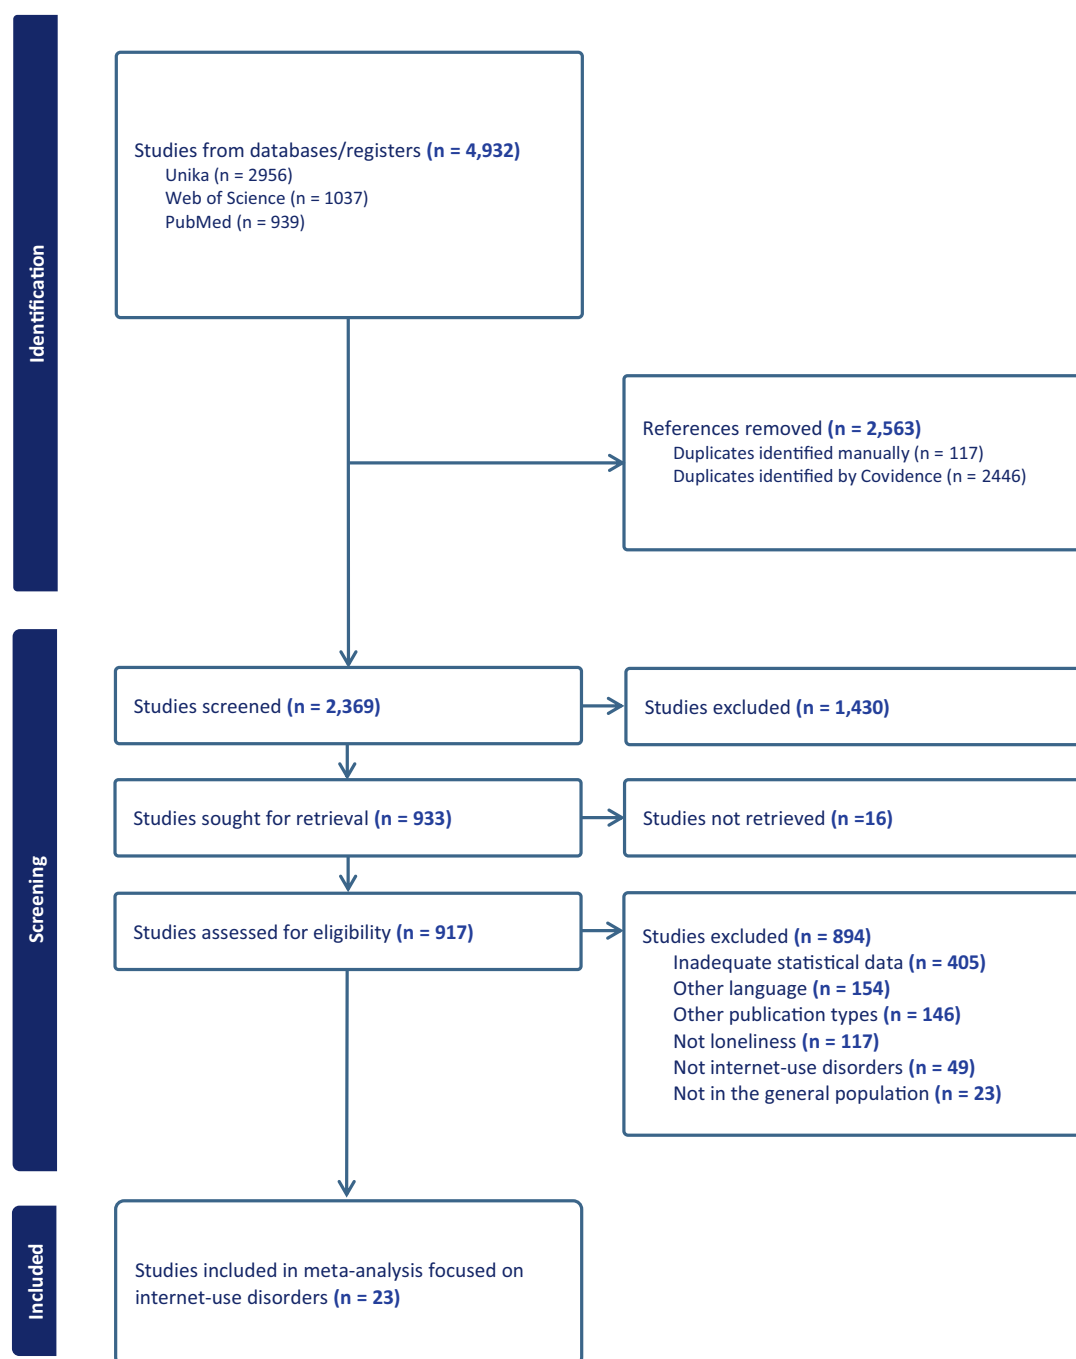 Identification
Studies from databases/registers (n = 4,932)
Unika (n = 2956)
Web of Science (n = 1037)
PubMed (n = 939)
References removed (n = 2,563)
Duplicates identified manually (n = 117)
Duplicates identified by Covidence (n = 2446)
Screening
Studies screened (n = 2,369)
Studies excluded (n = 1,430)
Studies sought for retrieval (n = 933)
Studies not retrieved (n =16)
Studies assessed for eligibility (n = 917)
Studies excluded (n = 894)
Inadequate statistical data (n = 405)
Other language (n = 154)
Other publication types (n = 146)
Not loneliness (n = 117)
Not internet-use disorders (n = 49)
Not in the general population (n = 23)
Included
Studies included in meta-analysis focused on
internet-use disorders (n = 23)